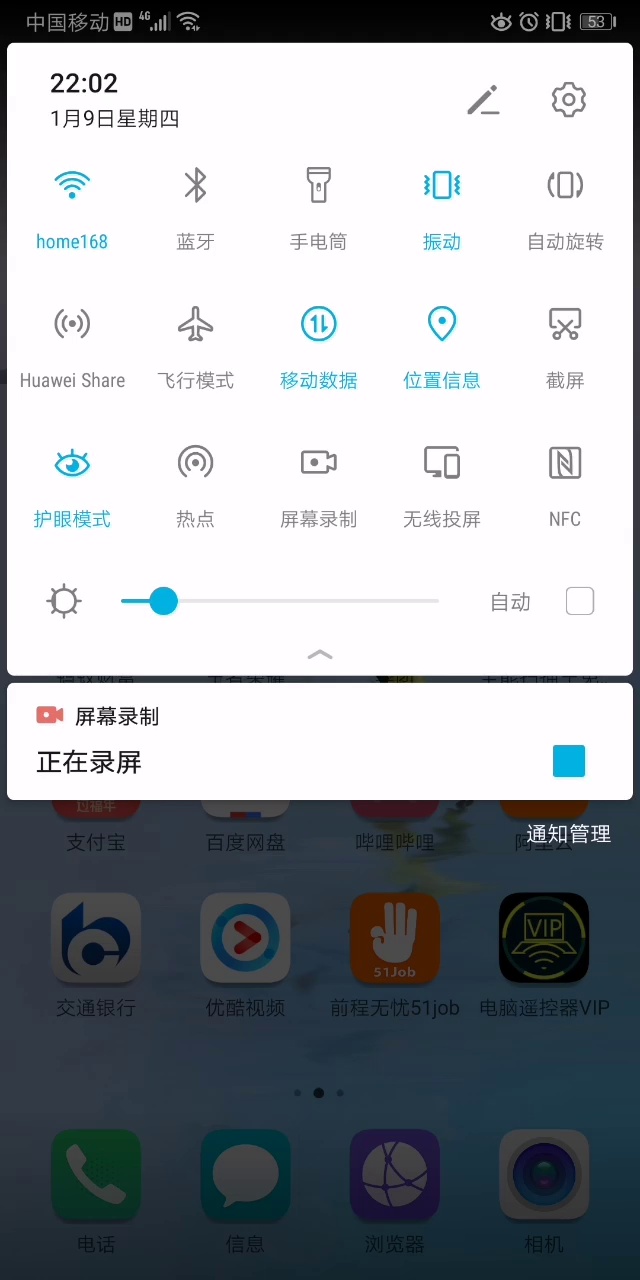 中国移动 HD 4G 53
22:02
1月9日星期四
home168 蓝牙 手电筒 振动 自动旋转
Huawei Share 飞行模式 移动数据 位置信息 截屏
护眼模式 热点 屏幕录制 无线投屏 NFC
自动
屏幕录制
正在录屏
通知管理
过福年
支付宝 百度网盘 哔哩哔哩 阿里云
VIP
51Job
交通银行 优酷视频 前程无忧51job 电脑遥控器VIP
电话 信息 浏览器 相机